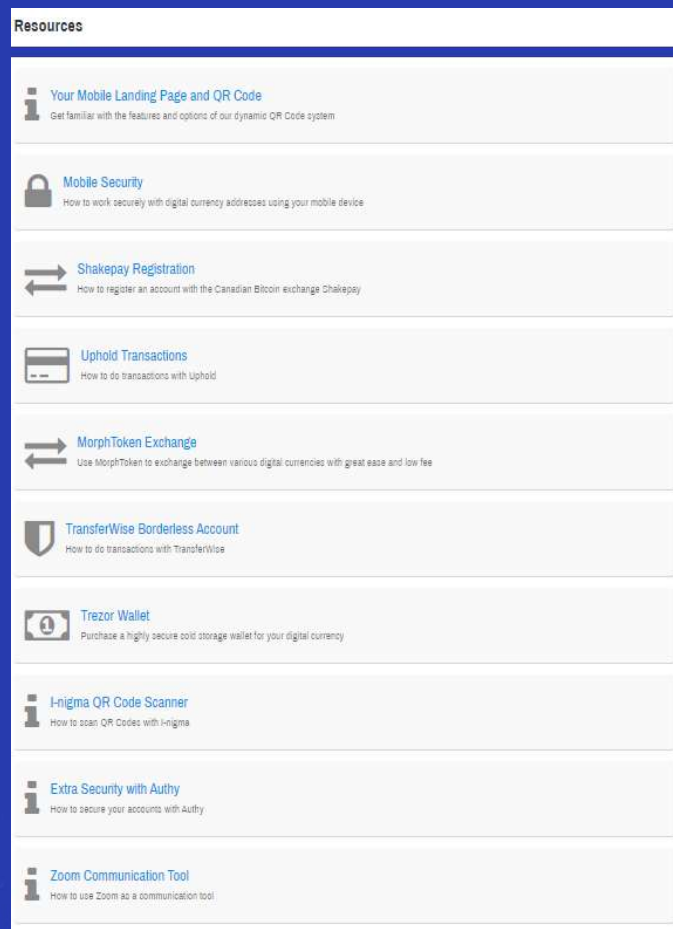 Resources
Your Mobile Landing Page and QR Code
Get familiar with the features and options of our dynamic QR Code system
Mobile Security
How to work securely with digital currency addresses using your mobile device
Shakepay Registration
How to register an account with the Canadian Bitcoin exchange Shakepay
Uphold Transactions
How to do transactions with Uphold
MorphToken Exchange
Use MorphToken to exchange between various digital currencies with great ease and low fee
TransferWise Borderless Account
How to do transactions with TransferWise
Trezor Wallet
Purchase a highly secure cold storage wallet for your digital currency
I-nigma QR Code Scanner
How to scan QR Codes with I-nigma
Extra Security with Authy
How to secure your accounts with Authy
Zoom Communication Tool
How to use Zoom as a communication tool